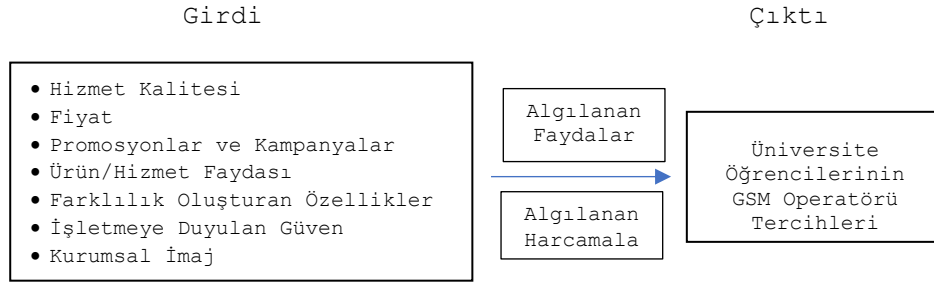 Girdi
Çıktı
• Hizmet Kalitesi
• Fiyat
• Promosyonlar ve Kampanyalar
• Ürün/Hizmet Faydası
• Farklılık Oluşturan Özellikler
• İşletmeye Duyulan Güven
• Kurumsal İmaj
Algılanan
Faydalar
Algılanan
Harcamala
Üniversite
Öğrencilerinin
GSM Operatörü
Tercihleri